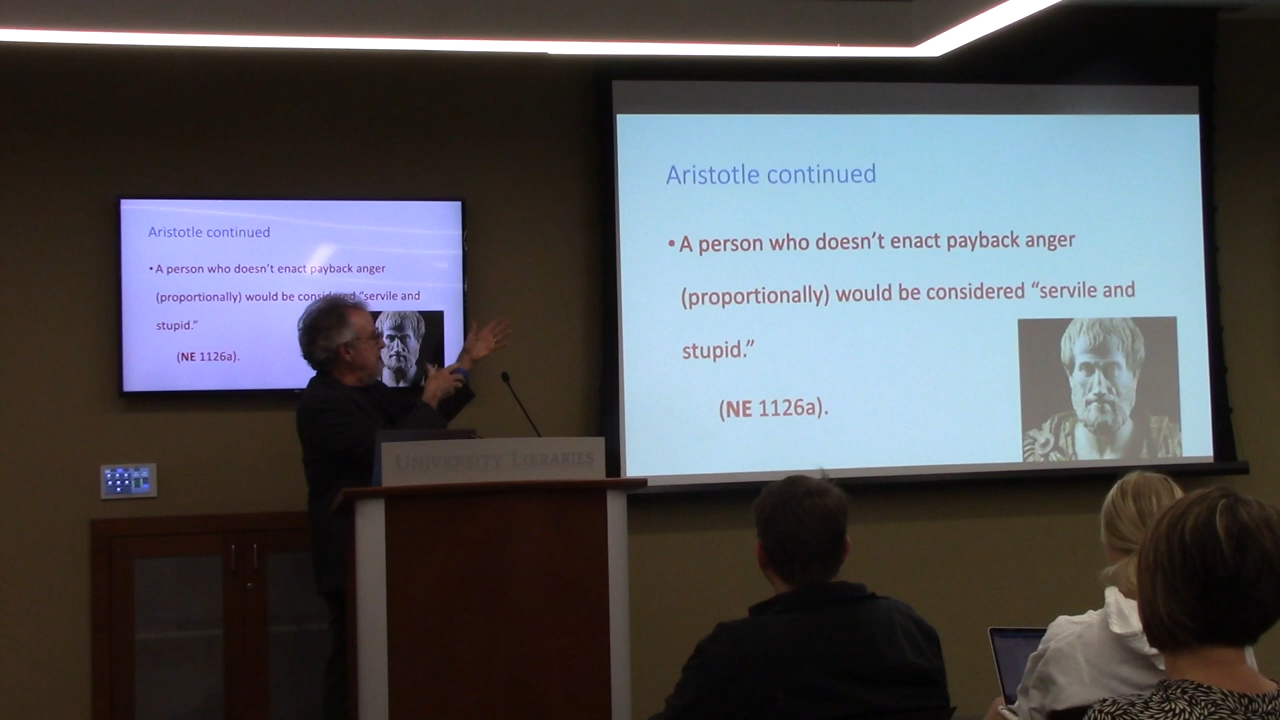 Aristotle continued
• A person who doesn't enact payback anger
(proportionally) would be considered "servile and
stupid."
(NE 1126a).
Aristotle continued
• A person who doesn't enact payback anger
(proportionally) would be considered "servile and
stupid."
(NE 1126a).
UNIVERSITY LIBRARIES